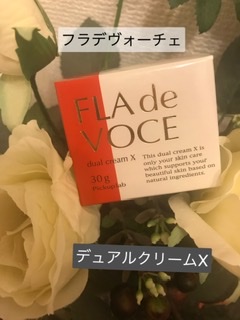 フラデヴォーチェ
FLA de
VOCE
dual cream X
30g
This dual cream X is
only your skin care
which supports your
beautiful skin based on
natural ingredients.
デュアルクリームX